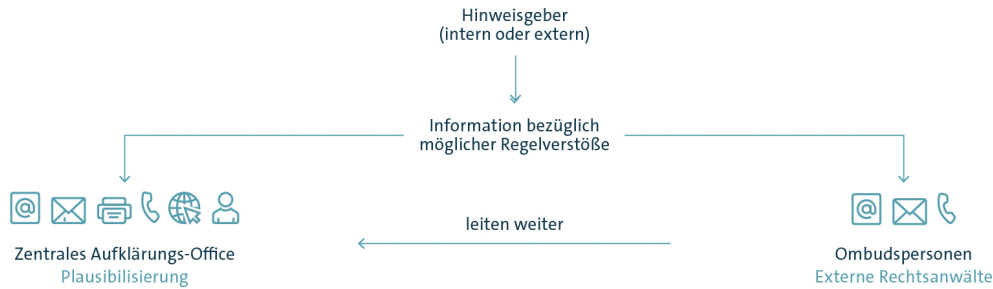 Hinweisgeber
(intern oder extern)
Information bezüglich
möglicher Regelverstöße
leiten weiter
Zentrales Aufklärungs-Office
Plausibilisierung
Ombudspersonen
Externe Rechtsanwälte